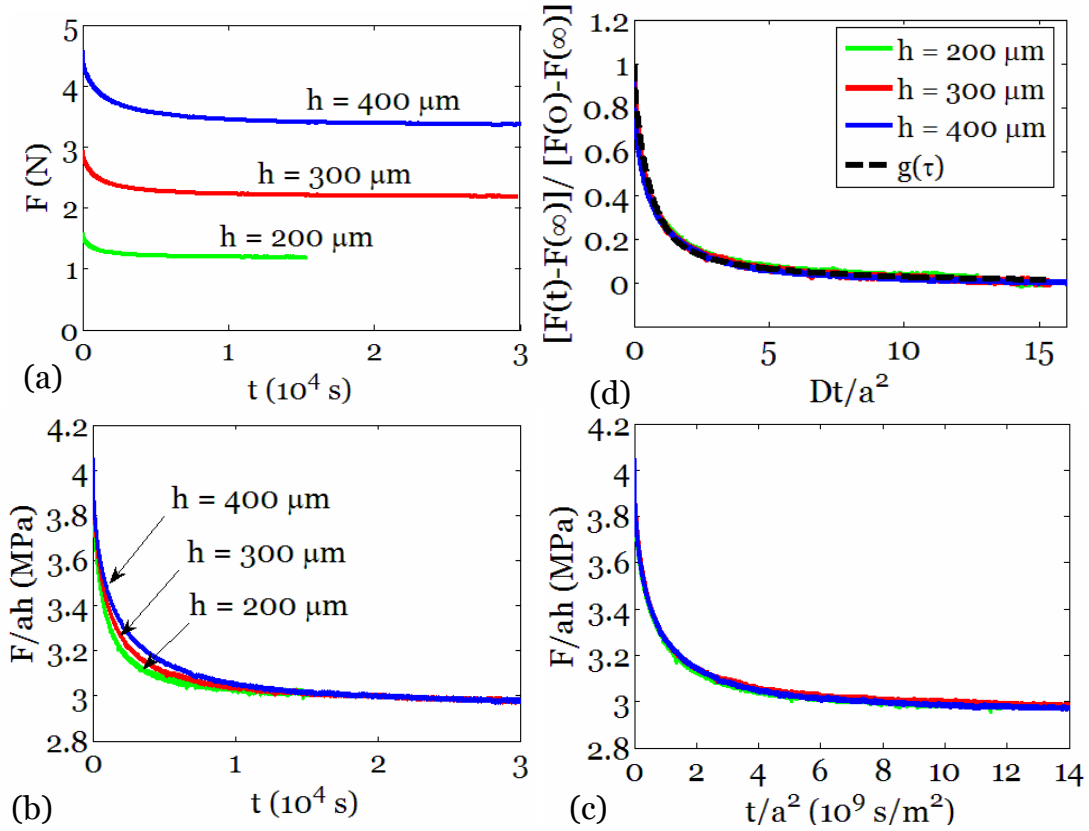 5
4
3
2
1
0
F (N)
h = 400 μm
h = 300 μm
h = 200 μm
0
1
2
3
t (10⁴ s)
(a)
[F(t)-F(∞)]/ [F(0)-F(∞)]
1.2
1
0.8
0.6
0.4
0.2
0
h = 200 μm
h = 300 μm
h = 400 μm
g(τ)
0
5
10
15
Dt/a²
(d)
F/ah (MPa)
4.2
4
3.8
3.6
3.4
3.2
3
2.8
h = 400 μm
h = 300 μm
h = 200 μm
0
1
2
3
t (10⁴ s)
(b)
F/ah (MPa)
4.2
4
3.8
3.6
3.4
3.2
3
2.8
0 2 4 6 8 10 12 14
t/a² (10⁹ s/m²)
(c)